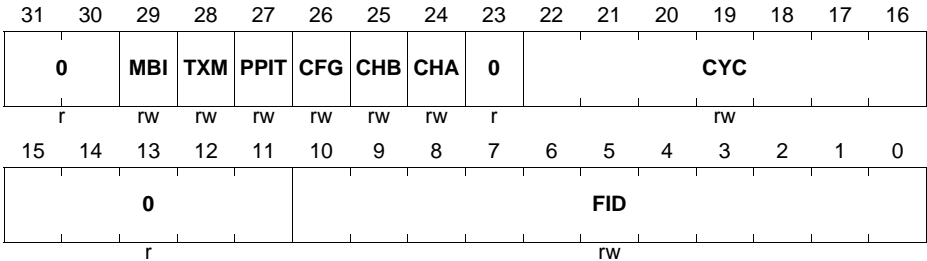 31 30 29 28 27 26 25 24 23 22 21 20 19 18 17 16
0 MBI TXM PPIT CFG CHB CHA 0 CYC
r rw rw rw rw rw rw r rw
15 14 13 12 11 10 9 8 7 6 5 4 3 2 1 0
0 FID
r rw